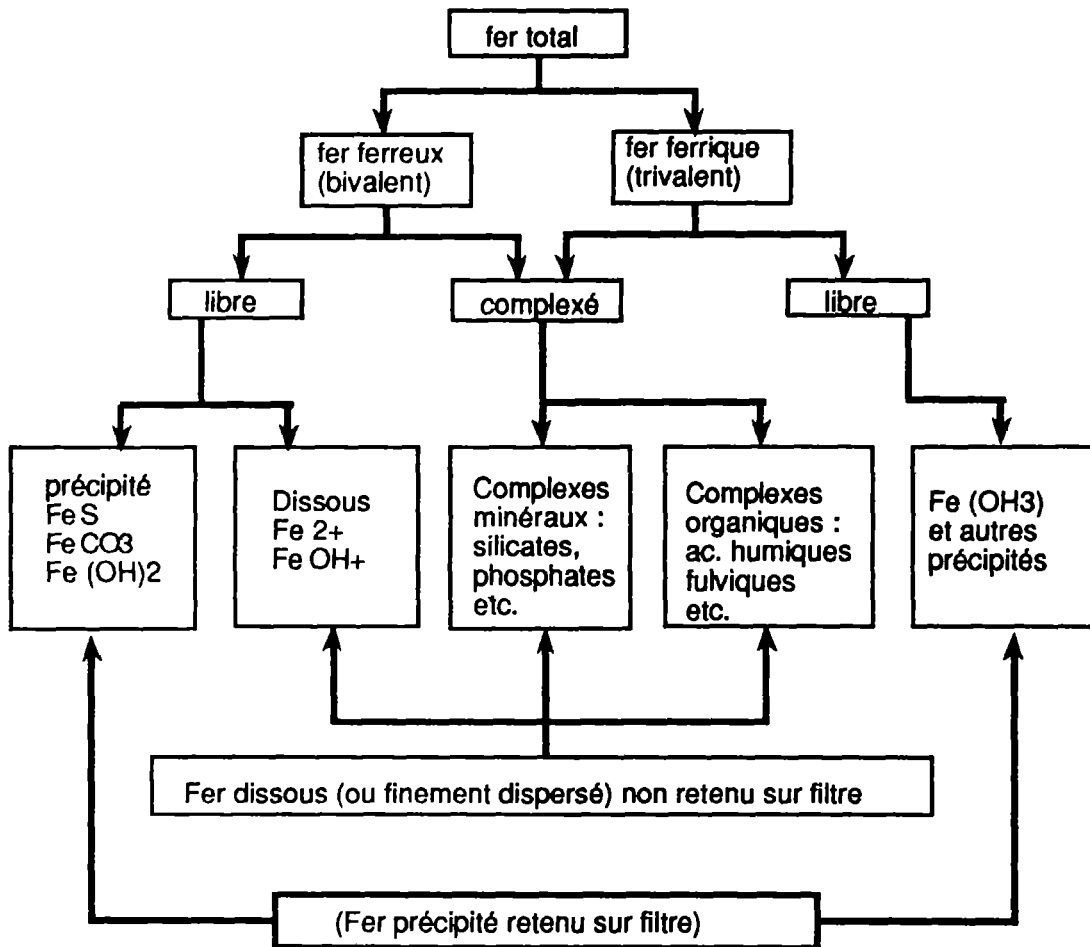 fer total
fer ferreux
(bivalent)
fer ferrique
(trivalent)
libre
complexé
libre
précipité
Fe S
Fe CO3
Fe (OH)2
Dissous
Fe 2+
Fe OH+
Complexes
minéraux :
silicates,
phosphates
etc.
Complexes
organiques :
ac. humiques
fulviques
etc.
Fe (OH3)
et autres
précipités
Fer dissous (ou finement dispersé) non retenu sur filtre
(Fer précipité retenu sur filtre)